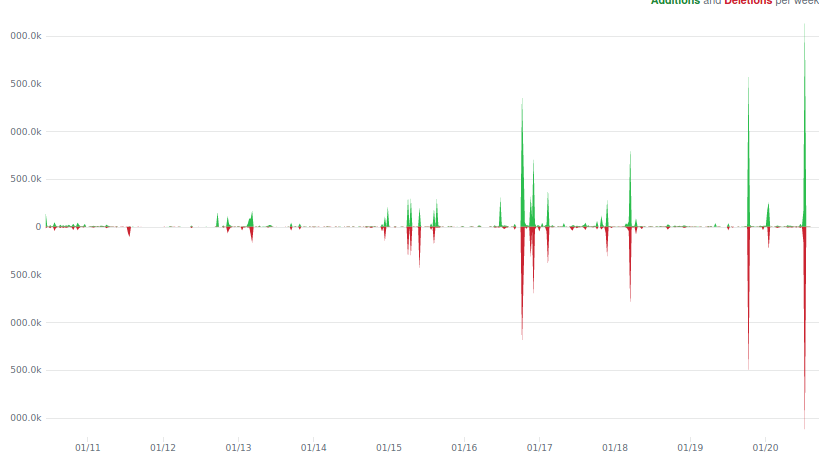 Additions and Deletions per week
000.0k
500.0k
000.0k
500.0k
0
500.0k
000.0k
500.0k
000.0k
01/11 01/12 01/13 01/14 01/15 01/16 01/17 01/18 01/19 01/20